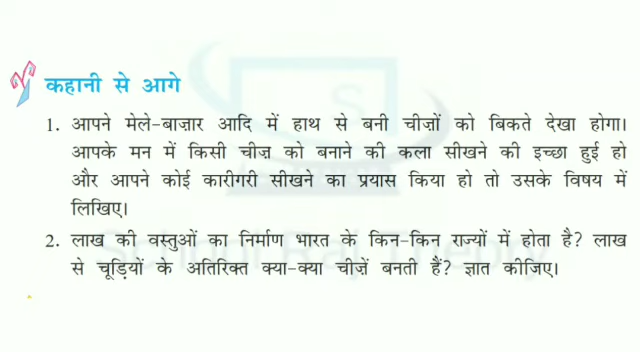 कहानी से आगे
1. आपने मेले-बाज़ार आदि में हाथ से बनी चीज़ों को बिकते देखा होगा।
आपके मन में किसी चीज़ को बनाने की कला सीखने की इच्छा हुई हो
और आपने कोई कारीगरी सीखने का प्रयास किया हो तो उसके विषय में
लिखिए।
2. लाख की वस्तुओं का निर्माण भारत के किन-किन राज्यों में होता है? लाख
से चूड़ियों के अतिरिक्त क्या-क्या चीज़ें बनती हैं? ज्ञात कीजिए।